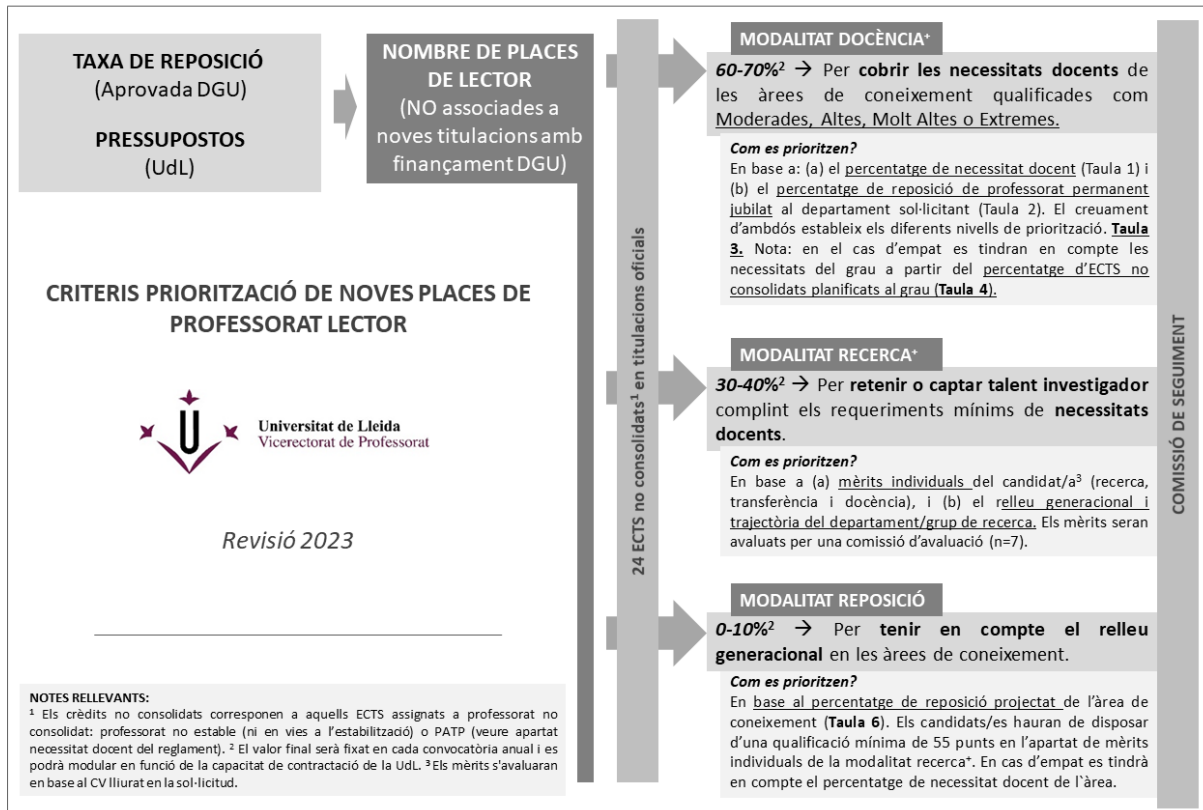 TAXA DE REPOSICIÓ
(Aprovada DGU)
PRESSUPOSTOS
(UdL)
NOMBRE DE PLACES
DE LECTOR
(NO associades a
noves titulacions amb
finançament DGU)
CRITERIS PRIORITZACIÓ DE NOVES PLACES DE
PROFESSORAT LECTOR
U
Universitat de Lleida
Vicerectorat de Professorat
Revisió 2023
NOTES RELLEVANTS:
¹ Els crèdits no consolidats corresponen a aquells ECTS assignats a professorat no
consolidat: professorat no estable (ni en vies a l'estabilització) o PATP (veure apartat
necessitat docent del reglament). ² El valor final serà fixat en cada convocatòria anual i es
podrà modular en funció de la capacitat de contractació de la UdL. ³ Els mèrits s'avaluaran
en base al CV lliurat en la sol·licitud.
24 ECTS no consolidats¹ en titulacions oficials
MODALITAT DOCÈNCIA⁺
60-70%² → Per cobrir les necessitats docents de
les àrees de coneixement qualificades com
Moderades, Altes, Molt Altes o Extremes.
Com es prioritzen?
En base a: (a) el percentatge de necessitat docent (Taula 1) i
(b) el percentatge de reposició de professorat permanent
jubilat al departament sol·licitant (Taula 2). El creuament
d'ambdós estableix els diferents nivells de priorització. Taula
3. Nota: en el cas d'empat es tindran en compte les
necessitats del grau a partir del percentatge d'ECTS no
consolidats planificats al grau (Taula 4).
MODALITAT RECERCA⁺
30-40%² → Per retenir o captar talent investigador
complint els requeriments mínims de necessitats
docents.
Com es prioritzen?
En base a (a) mèrits individuals del candidat/a³ (recerca,
transferència i docència), i (b) el relleu generacional i
trajectòria del departament/grup de recerca. Els mèrits seran
avaluats per una comissió d'avaluació (n=7).
MODALITAT REPOSICIÓ
0-10%² → Per tenir en compte el relleu
generacional en les àrees de coneixement.
Com es prioritzen?
En base al percentatge de reposició projectat de l'àrea de
coneixement (Taula 6). Els candidats/es hauran de disposar
d'una qualificació mínima de 55 punts en l'apartat de mèrits
individuals de la modalitat recerca⁺. En cas d'empat es tindrà
en compte el percentatge de necessitat docent de l`àrea.
COMISSIÓ DE SEGUIMENT